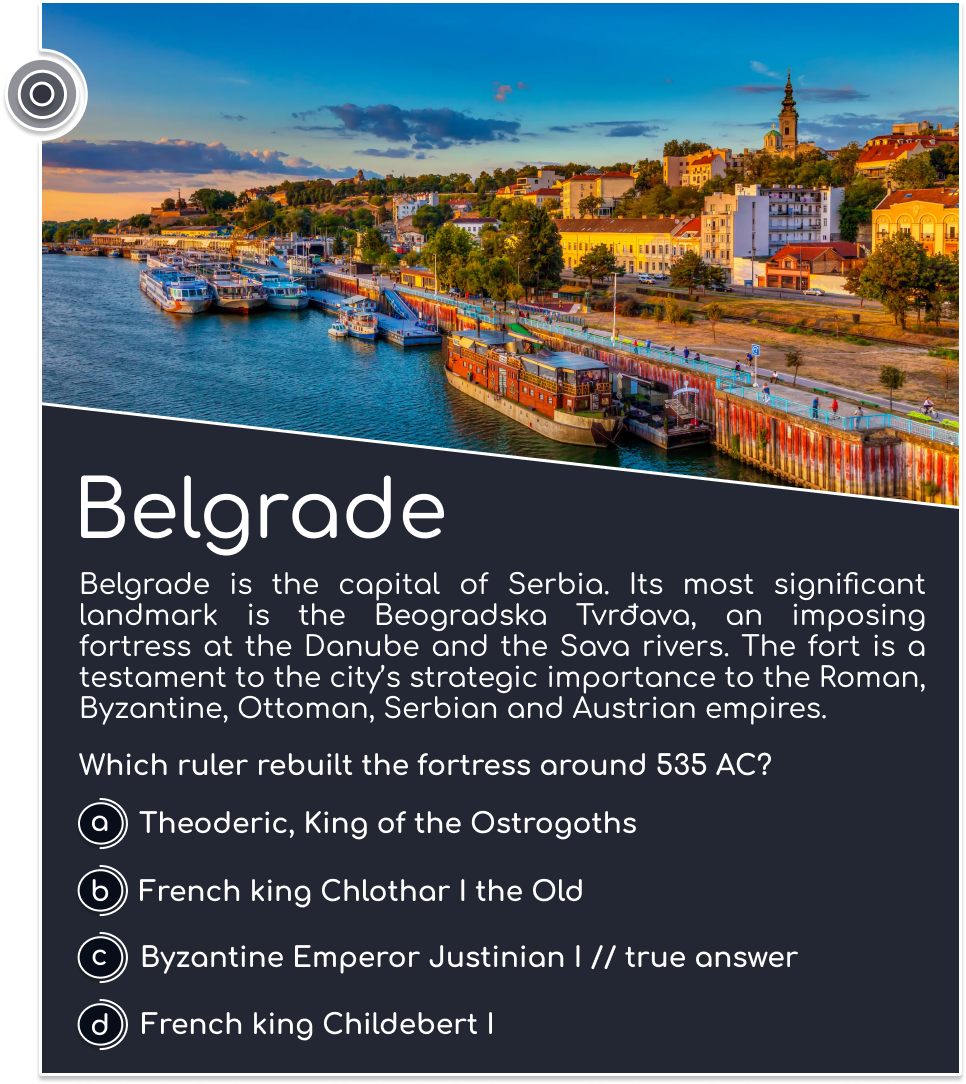 Belgrade
Belgrade is the capital of Serbia. Its most significant
landmark is the Beogradska Tvrđava, an imposing
fortress at the Danube and the Sava rivers. The fort is a
testament to the city’s strategic importance to the Roman,
Byzantine, Ottoman, Serbian and Austrian empires.
Which ruler rebuilt the fortress around 535 AC?
a Theoderic, King of the Ostrogoths
b French king Chlothar I the Old
c Byzantine Emperor Justinian I // true answer
d French king Childebert I